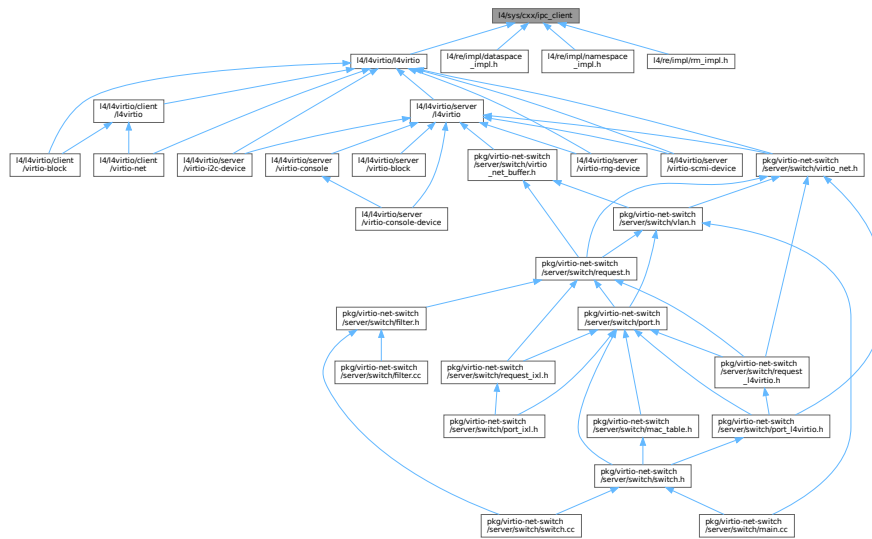 l4/sys/cxx/ipc_client
l4/l4virtio/l4virtio
l4/re/impl/dataspace
_impl.h
l4/re/impl/namespace
_impl.h
l4/re/impl/rm_impl.h
l4/l4virtio/client
/l4virtio
l4/l4virtio/server
/l4virtio
l4/l4virtio/client
/virtio-block
l4/l4virtio/client
/virtio-net
l4/l4virtio/server
/virtio-i2c-device
l4/l4virtio/server
/virtio-console
l4/l4virtio/server
/virtio-block
pkg/virtio-net-switch
/server/switch/virtio
_net_buffer.h
l4/l4virtio/server
/virtio-rng-device
l4/l4virtio/server
/virtio-scmi-device
pkg/virtio-net-switch
/server/switch/virtio_net.h
l4/l4virtio/server
/virtio-console-device
pkg/virtio-net-switch
/server/switch/vlan.h
pkg/virtio-net-switch
/server/switch/request.h
pkg/virtio-net-switch
/server/switch/filter.h
pkg/virtio-net-switch
/server/switch/port.h
pkg/virtio-net-switch
/server/switch/filter.cc
pkg/virtio-net-switch
/server/switch/request_ixl.h
pkg/virtio-net-switch
/server/switch/request
_l4virtio.h
pkg/virtio-net-switch
/server/switch/port_ixl.h
pkg/virtio-net-switch
/server/switch/mac_table.h
pkg/virtio-net-switch
/server/switch/port_l4virtio.h
pkg/virtio-net-switch
/server/switch/switch.h
pkg/virtio-net-switch
/server/switch/switch.cc
pkg/virtio-net-switch
/server/switch/main.cc